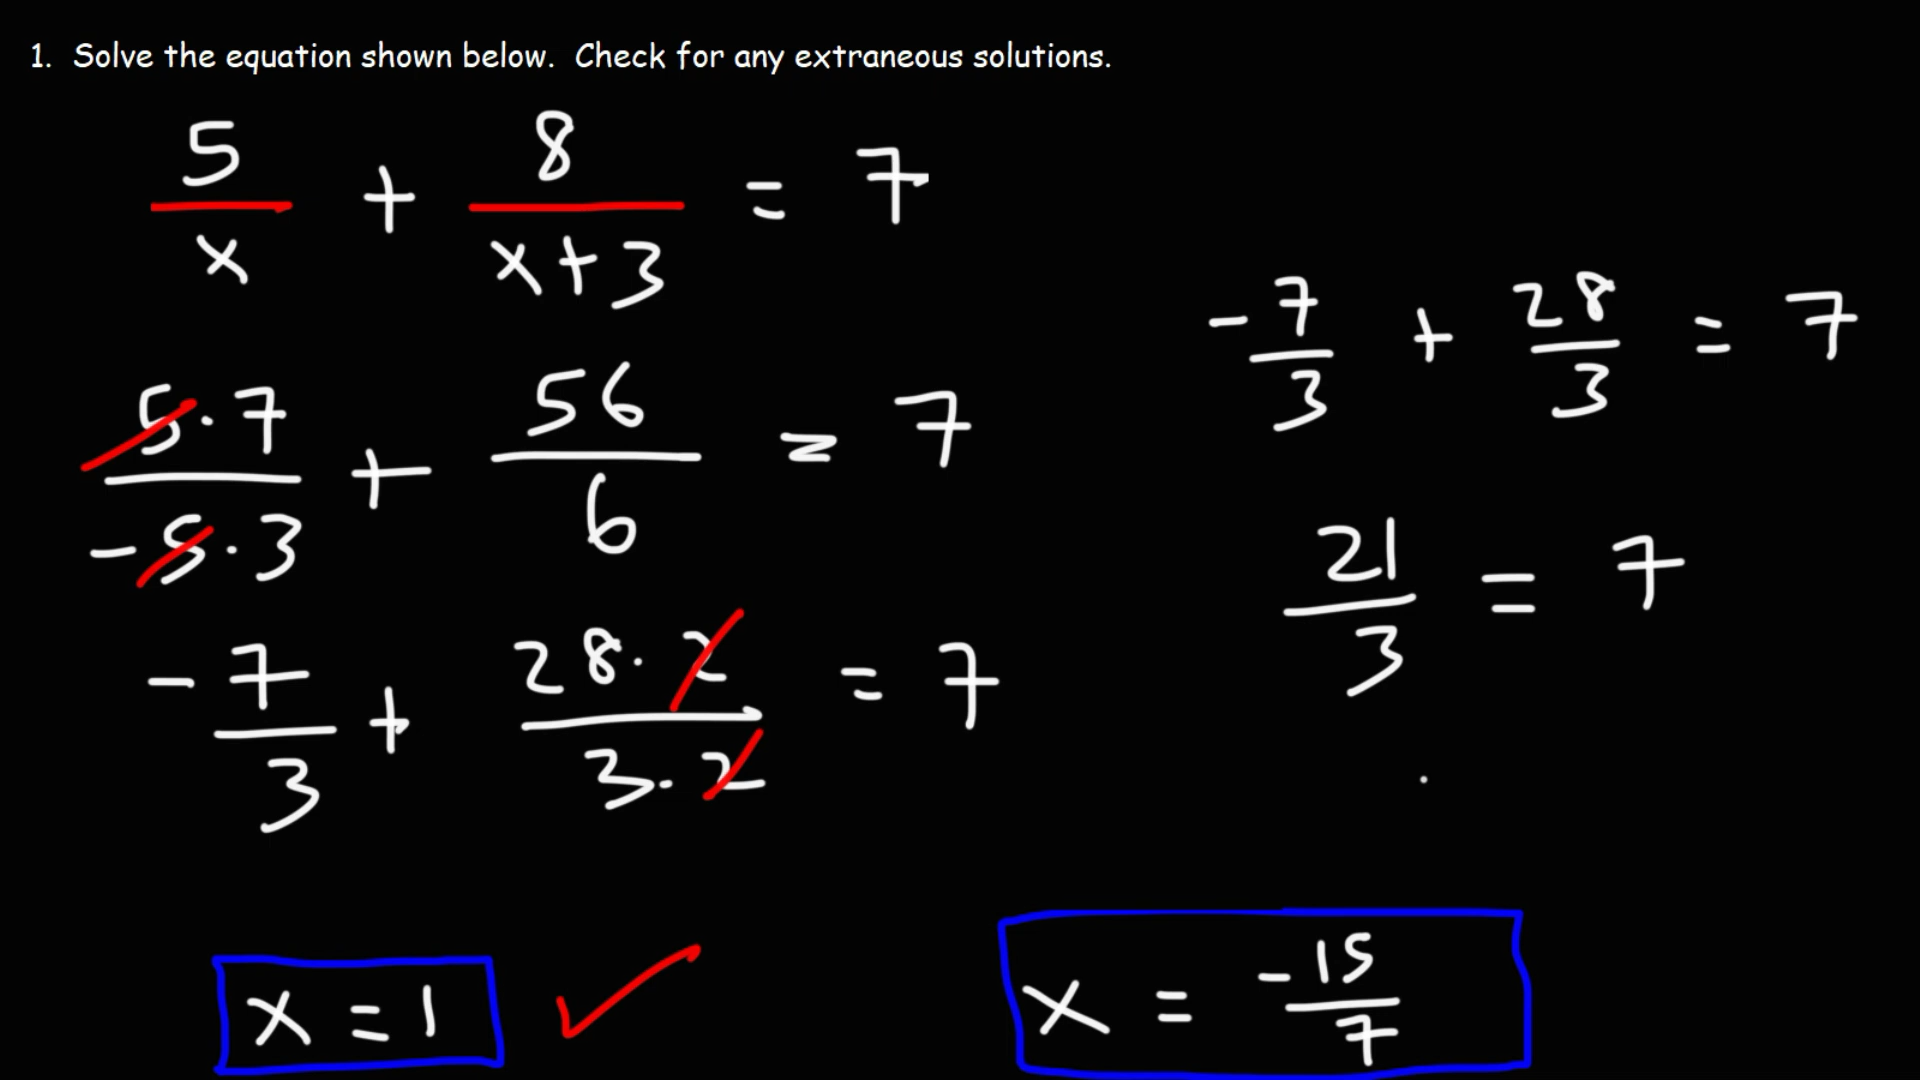 1. Solve the equation shown below. Check for any extraneous solutions.
5/x + 8/(x+3) = 7
(5·7)/(-5·3) + 56/6 = 7
-7/3 + (28·2)/(3·2) = 7
x = 1 ✓
-7/3 + 28/3 = 7
21/3 = 7
x = -15/7